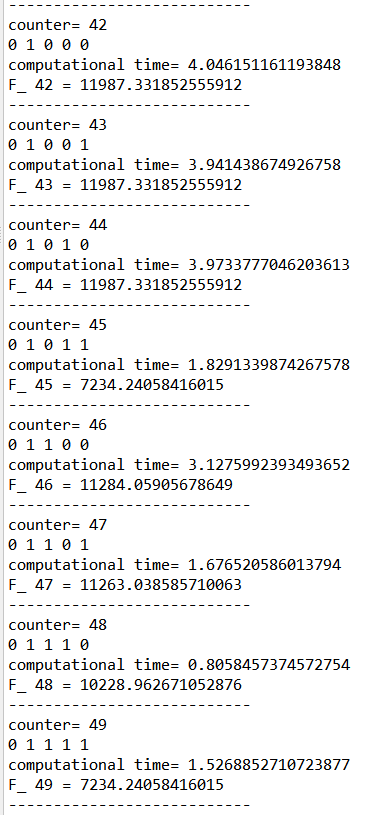 ---------------------------
counter= 42
0 1 0 0 0
computational time= 4.046151161193848
F_ 42 = 11987.331852555912
---------------------------
counter= 43
0 1 0 0 1
computational time= 3.941438674926758
F_ 43 = 11987.331852555912
---------------------------
counter= 44
0 1 0 1 0
computational time= 3.9733777046203613
F_ 44 = 11987.331852555912
---------------------------
counter= 45
0 1 0 1 1
computational time= 1.8291339874267578
F_ 45 = 7234.24058416015
---------------------------
counter= 46
0 1 1 0 0
computational time= 3.1275992393493652
F_ 46 = 11284.05905678649
---------------------------
counter= 47
0 1 1 0 1
computational time= 1.676520586013794
F_ 47 = 11263.038585710063
---------------------------
counter= 48
0 1 1 1 0
computational time= 0.8058457374572754
F_ 48 = 10228.962671052876
---------------------------
counter= 49
0 1 1 1 1
computational time= 1.5268852710723877
F_ 49 = 7234.24058416015
---------------------------